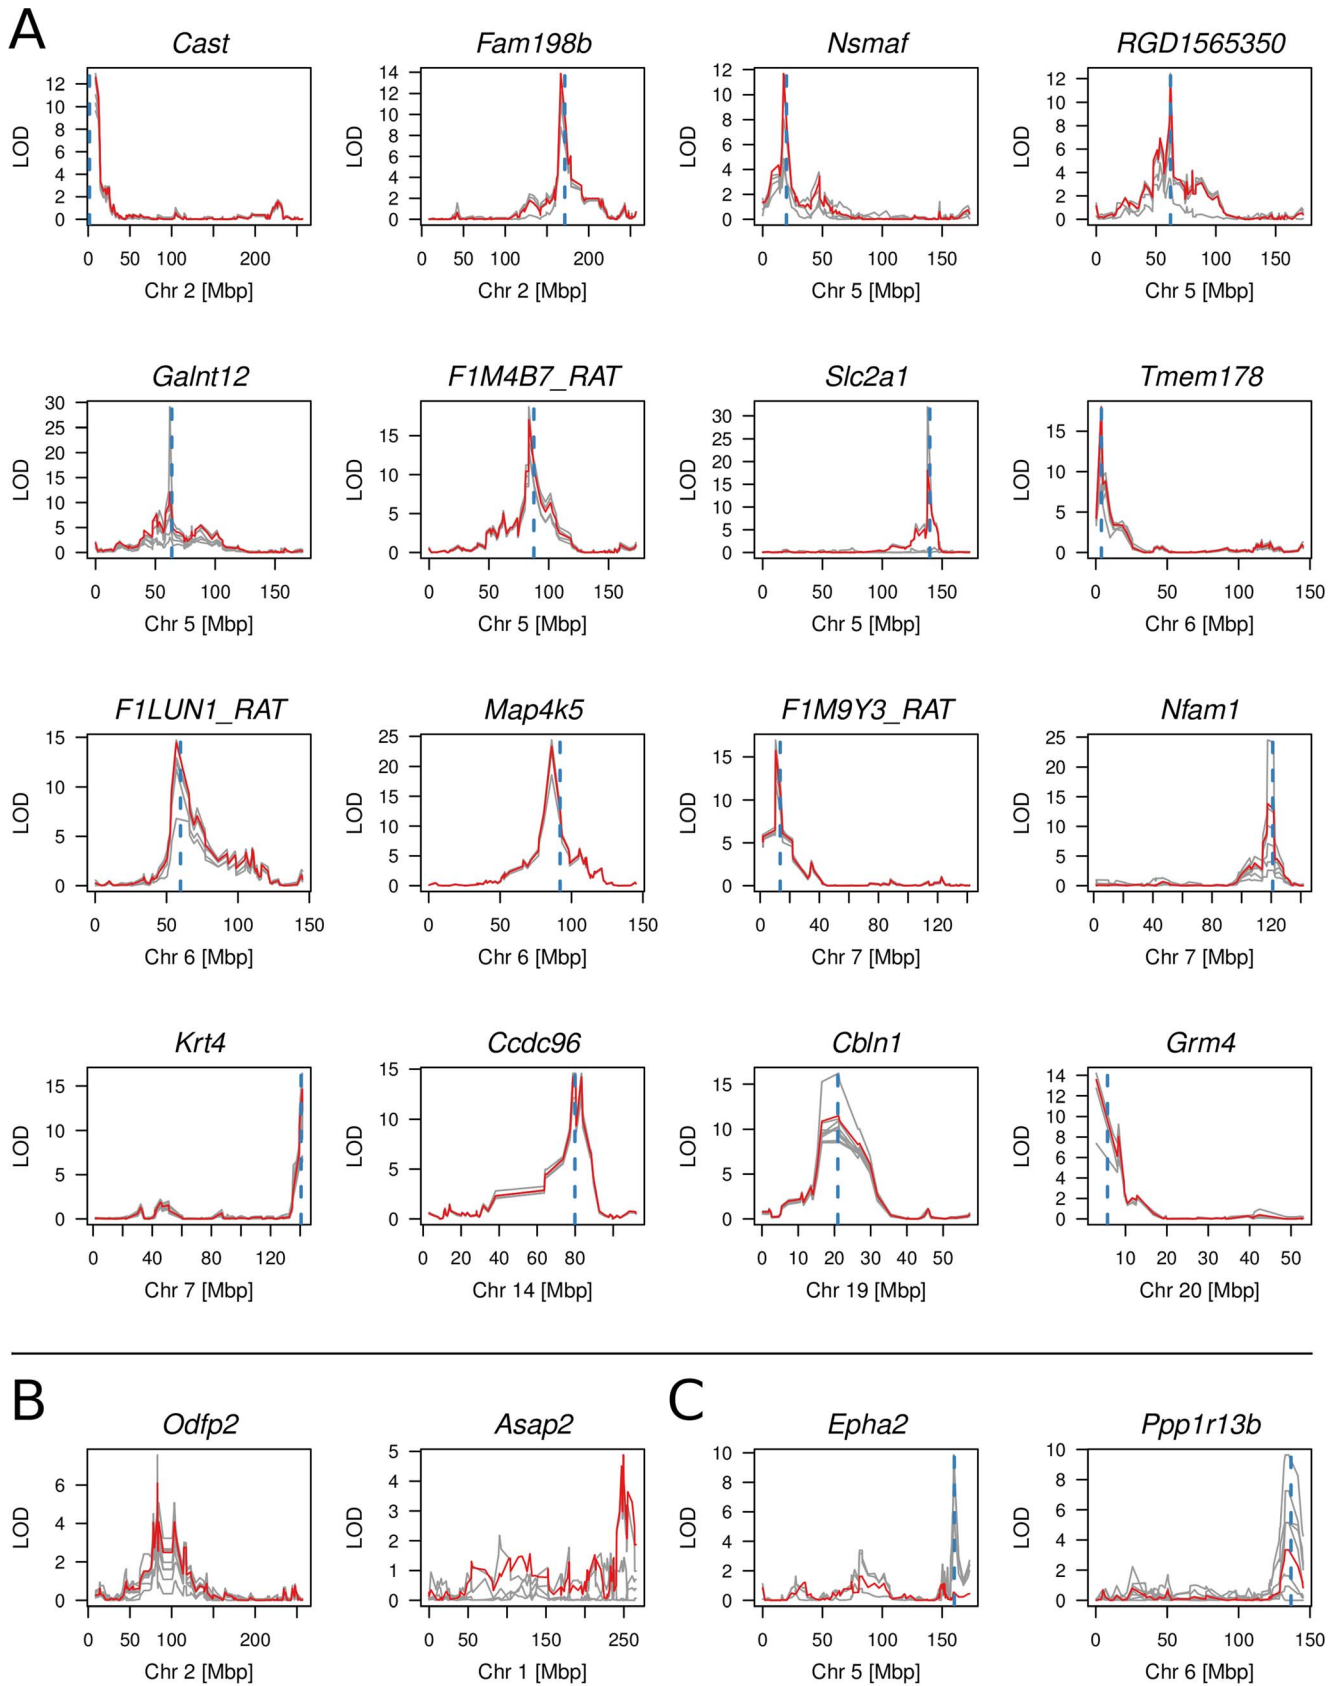 A
Cast Fam198b Nsmaf RGD1565350
LOD 0 2 4 6 8 10 12
0 50 100 200
Chr 2 [Mbp]
LOD 0 2 4 6 8 10 12 14
0 50 100 200
Chr 2 [Mbp]
LOD 0 2 4 6 8 10 12
0 50 100 150
Chr 5 [Mbp]
LOD 0 2 4 6 8 10 12
0 50 100 150
Chr 5 [Mbp]
Galnt12 F1M4B7_RAT Slc2a1 Tmem178
LOD 0 5 10 15 20 25 30
0 50 100 150
Chr 5 [Mbp]
LOD 0 5 10 15
0 50 100 150
Chr 5 [Mbp]
LOD 0 5 10 15 20 25 30
0 50 100 150
Chr 5 [Mbp]
LOD 0 5 10 15
0 50 100 150
Chr 6 [Mbp]
F1LUN1_RAT Map4k5 F1M9Y3_RAT Nfam1
LOD 0 5 10 15
0 50 100 150
Chr 6 [Mbp]
LOD 0 5 10 15 20 25
0 50 100 150
Chr 6 [Mbp]
LOD 0 5 10 15
0 40 80 120
Chr 7 [Mbp]
LOD 0 5 10 15 20 25
0 40 80 120
Chr 7 [Mbp]
Krt4 Ccdc96 Cbln1 Grm4
LOD 0 5 10 15
0 40 80 120
Chr 7 [Mbp]
LOD 0 5 10 15
0 20 40 60 80
Chr 14 [Mbp]
LOD 0 5 10 15
0 10 20 30 40 50
Chr 19 [Mbp]
LOD 0 2 4 6 8 10 12 14
10 20 30 40 50
Chr 20 [Mbp]
B
Odfp2 Asap2
LOD 0 2 4 6
0 50 100 200
Chr 2 [Mbp]
LOD 0 1 2 3 4 5
0 50 150 250
Chr 1 [Mbp]
C
Epha2 Ppp1r13b
LOD 0 2 4 6 8 10
0 50 100 150
Chr 5 [Mbp]
LOD 0 2 4 6 8 10
0 50 100 150
Chr 6 [Mbp]